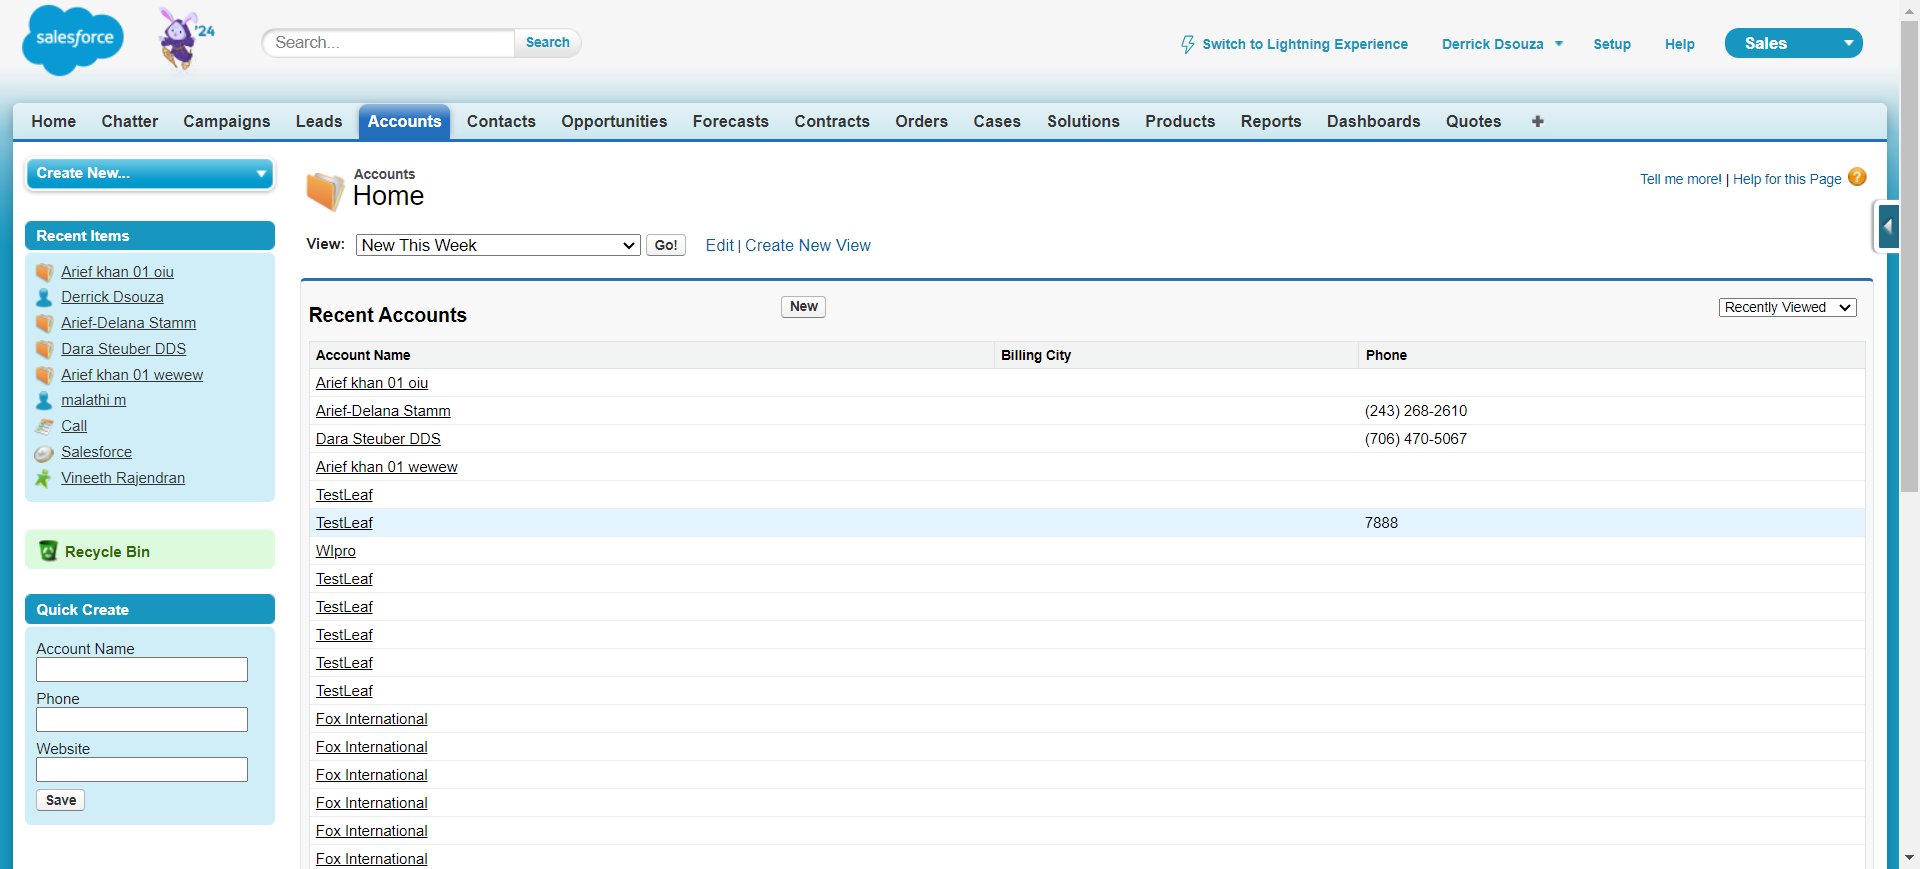 salesforce
'24
Search...
Search
Switch to Lightning Experience
Derrick Dsouza
Setup
Help
Sales
Home Chatter Campaigns Leads Accounts Contacts Opportunities Forecasts Contracts Orders Cases Solutions Products Reports Dashboards Quotes +
Create New...
Recent Items
Arief khan 01 oiu
Derrick Dsouza
Arief-Delana Stamm
Dara Steuber DDS
Arief khan 01 wewew
malathi m
Call
Salesforce
Vineeth Rajendran
Recycle Bin
Quick Create
Account Name
Phone
Website
Save
Accounts
Home
Tell me more! | Help for this Page ?
View: New This Week Go! Edit | Create New View
Recent Accounts
New
Recently Viewed
Account Name Billing City Phone
Arief khan 01 oiu
Arief-Delana Stamm (243) 268-2610
Dara Steuber DDS (706) 470-5067
Arief khan 01 wewew
TestLeaf
TestLeaf 7888
WIpro
TestLeaf
TestLeaf
TestLeaf
TestLeaf
TestLeaf
Fox International
Fox International
Fox International
Fox International
Fox International
Fox International